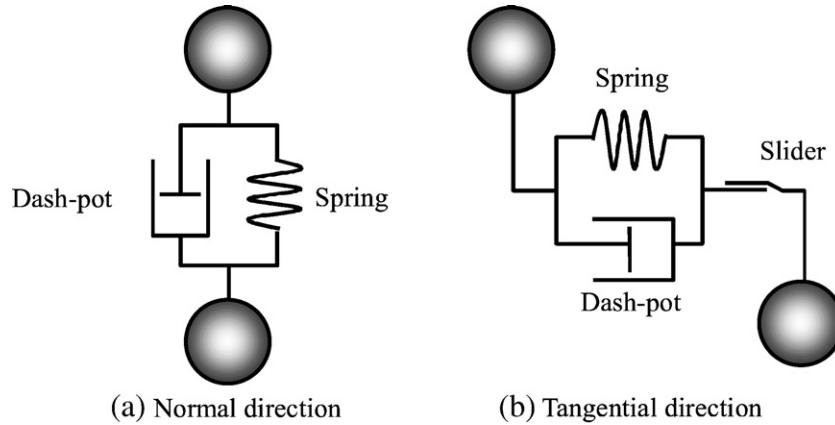 Dash-pot
Spring
(a) Normal direction
Spring
Slider
Dash-pot
(b) Tangential direction